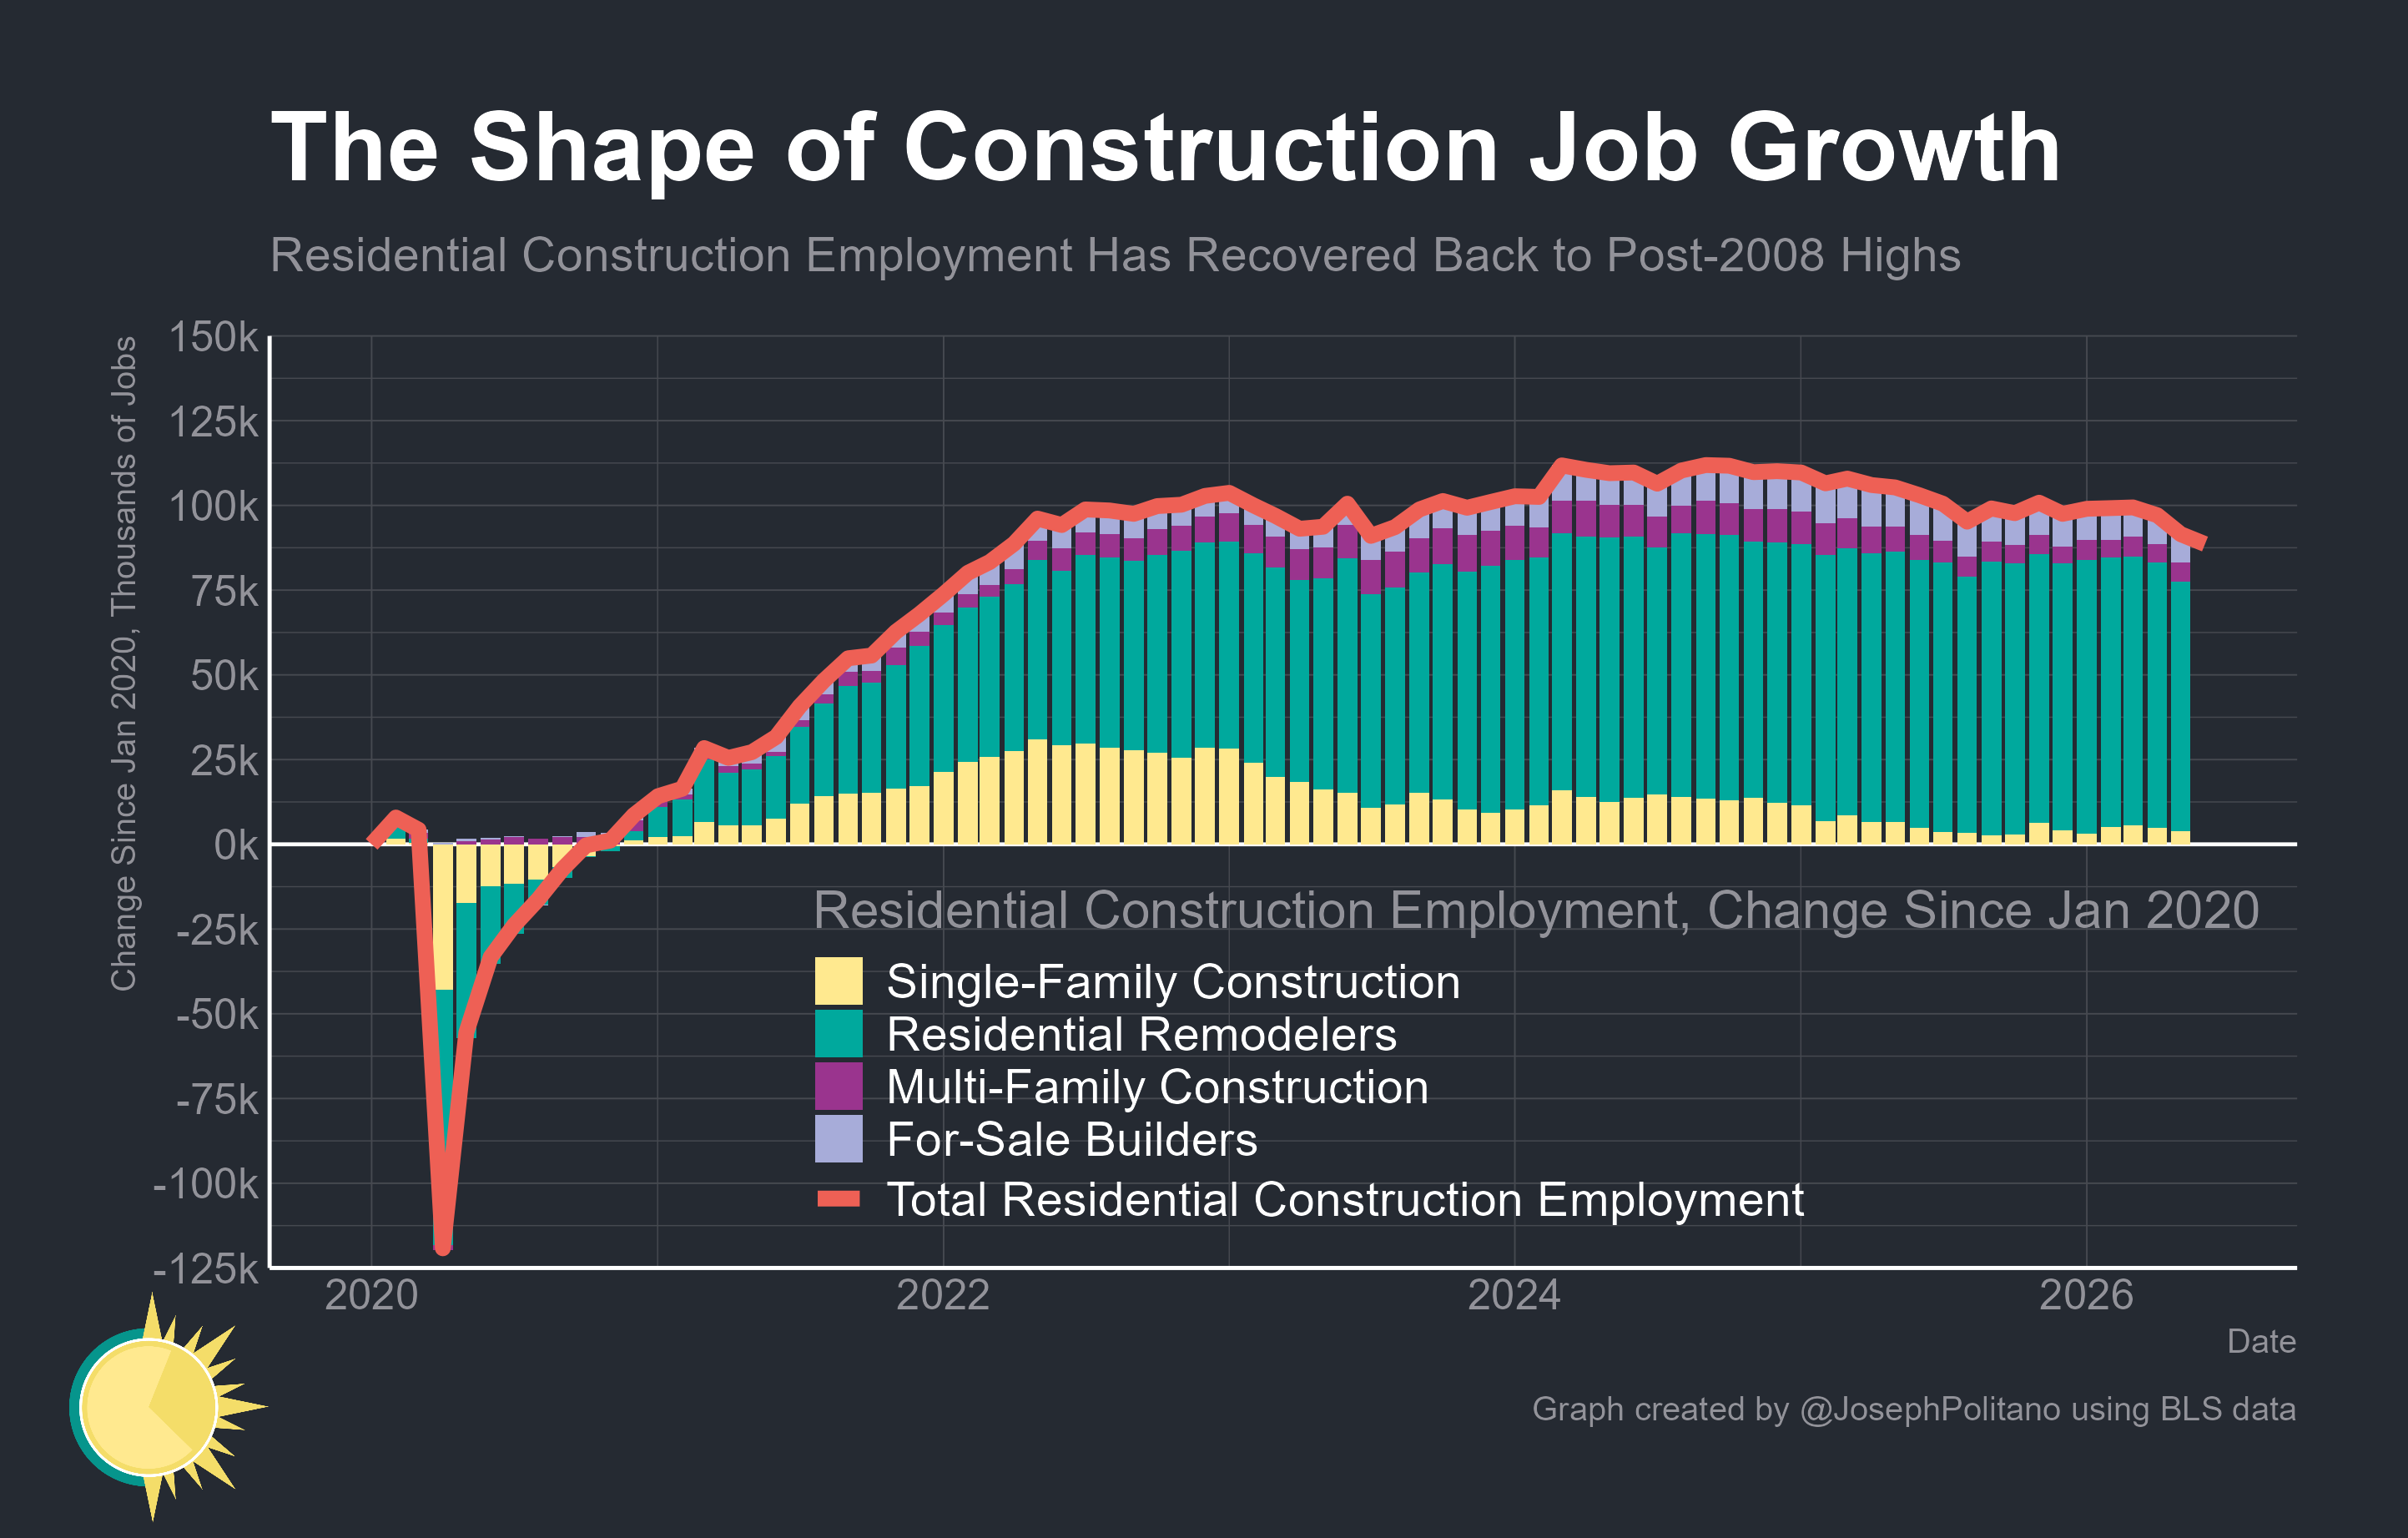 The Shape of Construction Job Growth
Residential Construction Employment Has Recovered Back to Post-2008 Highs
Change Since Jan 2020, Thousands of Jobs
150k
125k
100k
75k
50k
25k
0k
-25k
-50k
-75k
-100k
-125k
Residential Construction Employment, Change Since Jan 2020
Single-Family Construction
Residential Remodelers
Multi-Family Construction
For-Sale Builders
Total Residential Construction Employment
2020 2022 2024 2026
Date
Graph created by @JosephPolitano using BLS data